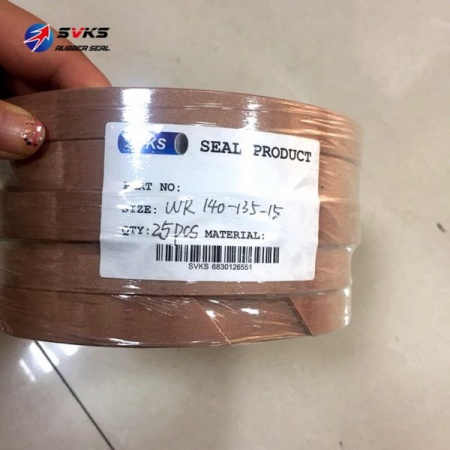 SVKS
RUBBER SEAL
SVKS SEAL PRODUCT
PART NO:
SIZE: WR 140-135-15
QTY: 25pcs MATERIAL:
SVKS 6830126551